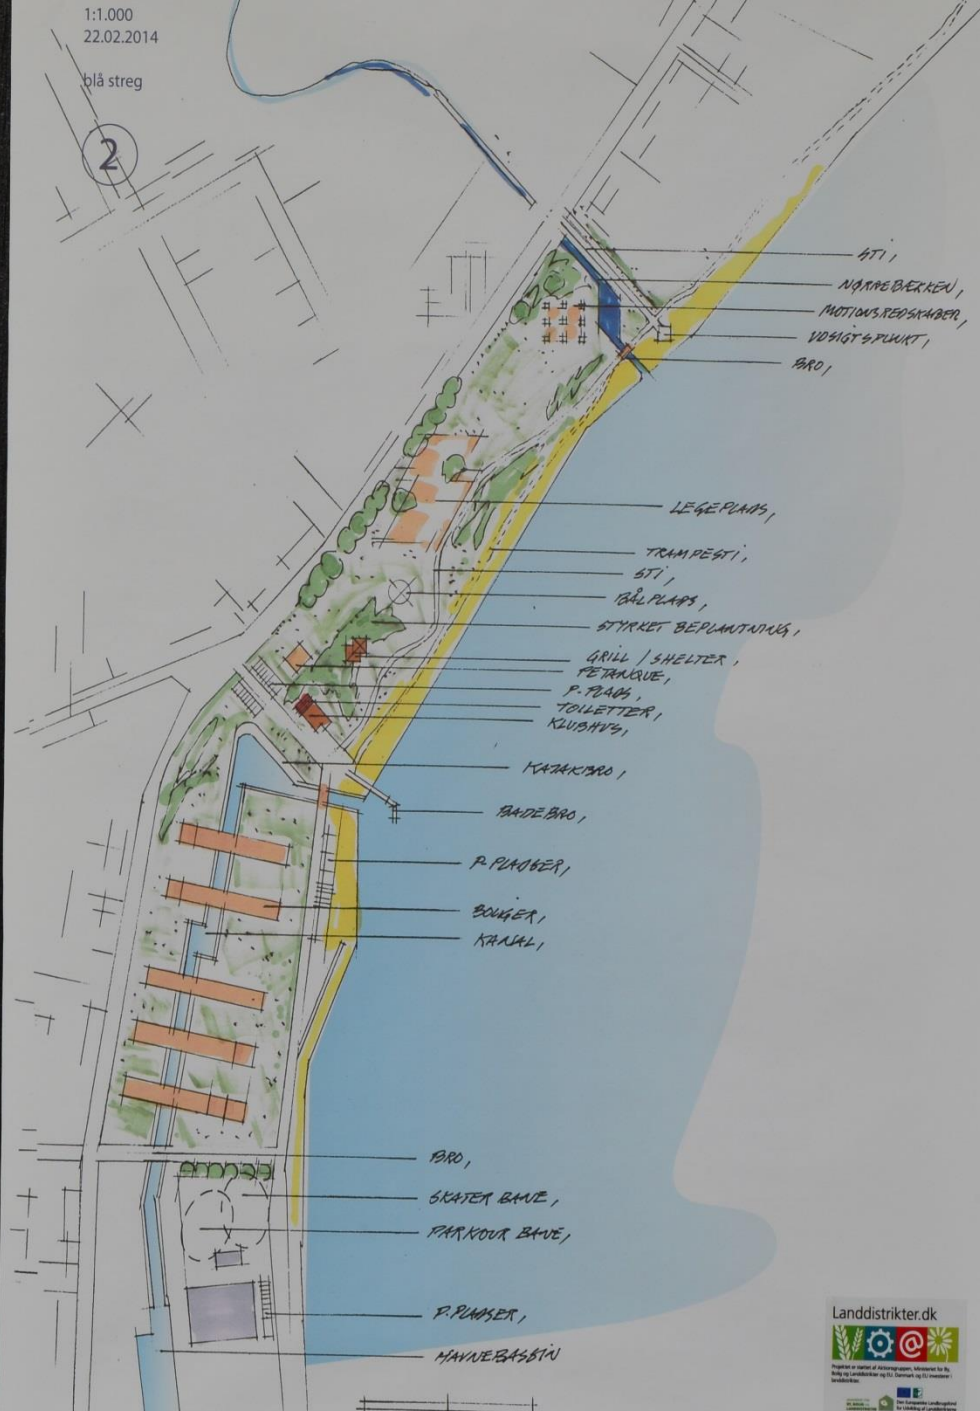 1:1.000
22.02.2014
blå streg
2
STI,
NØRREBÆKKEN,
MOTIONSREDSKABER,
UDSIGTSPUNKT,
BRO,
LEGEPLADS,
TRAMPESTI,
STI,
BÅLPLADS,
STYRKET BEPLANTNING,
GRILL / SHELTER,
PETANQUE,
P. PLADS,
TOILETTER,
KLUBHUS,
KAJAKBRO,
BADEBRO,
P. PLADSER,
BOLIGER,
KANAL,
BRO,
SKATER BANE,
PARKOUR BANE,
P. PLADSER,
HAVNEBASSIN
Landdistrikter.dk